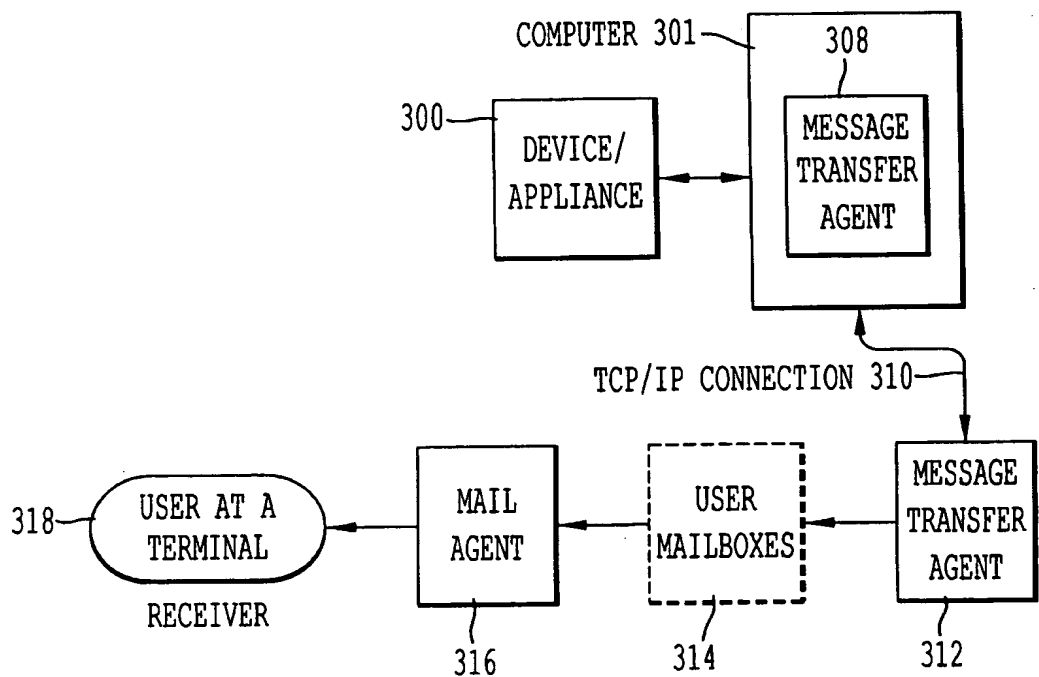 COMPUTER 301
308
300
DEVICE/
APPLIANCE
MESSAGE
TRANSFER
AGENT
TCP/IP CONNECTION 310
318
USER AT A
TERMINAL
RECEIVER
MAIL
AGENT
316
USER
MAILBOXES
314
MESSAGE
TRANSFER
AGENT
312